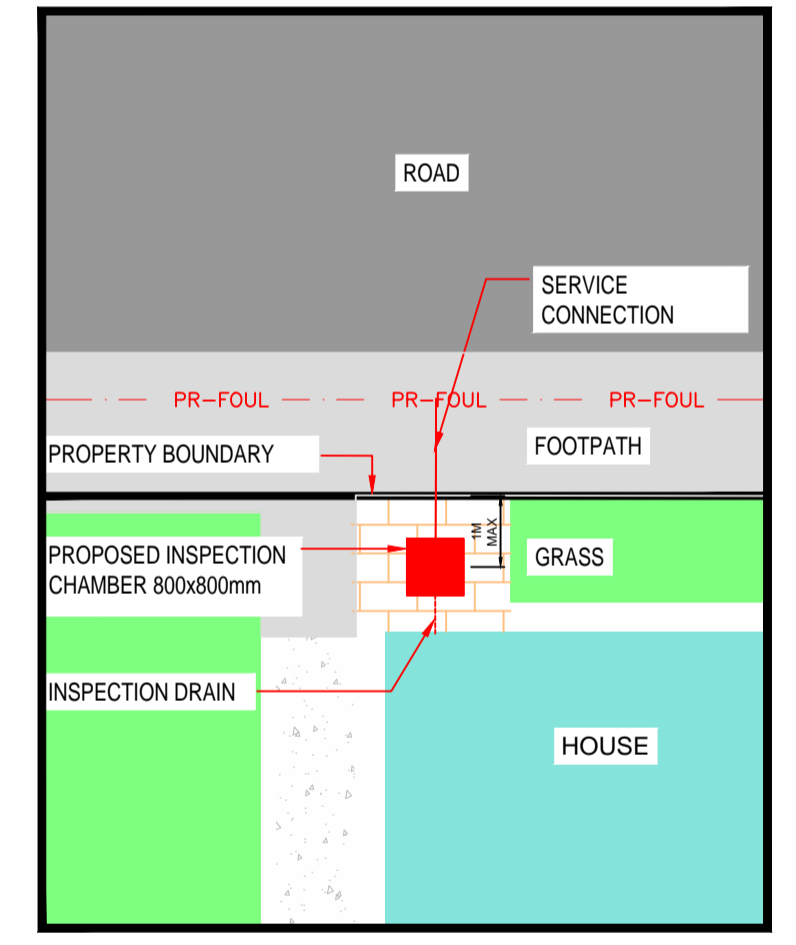 ROAD
SERVICE
CONNECTION
PR-FOUL PR-FOUL PR-FOUL
FOOTPATH
PROPERTY BOUNDARY
1M
MAX
PROPOSED INSPECTION
CHAMBER 800x800mm
GRASS
INSPECTION DRAIN
HOUSE